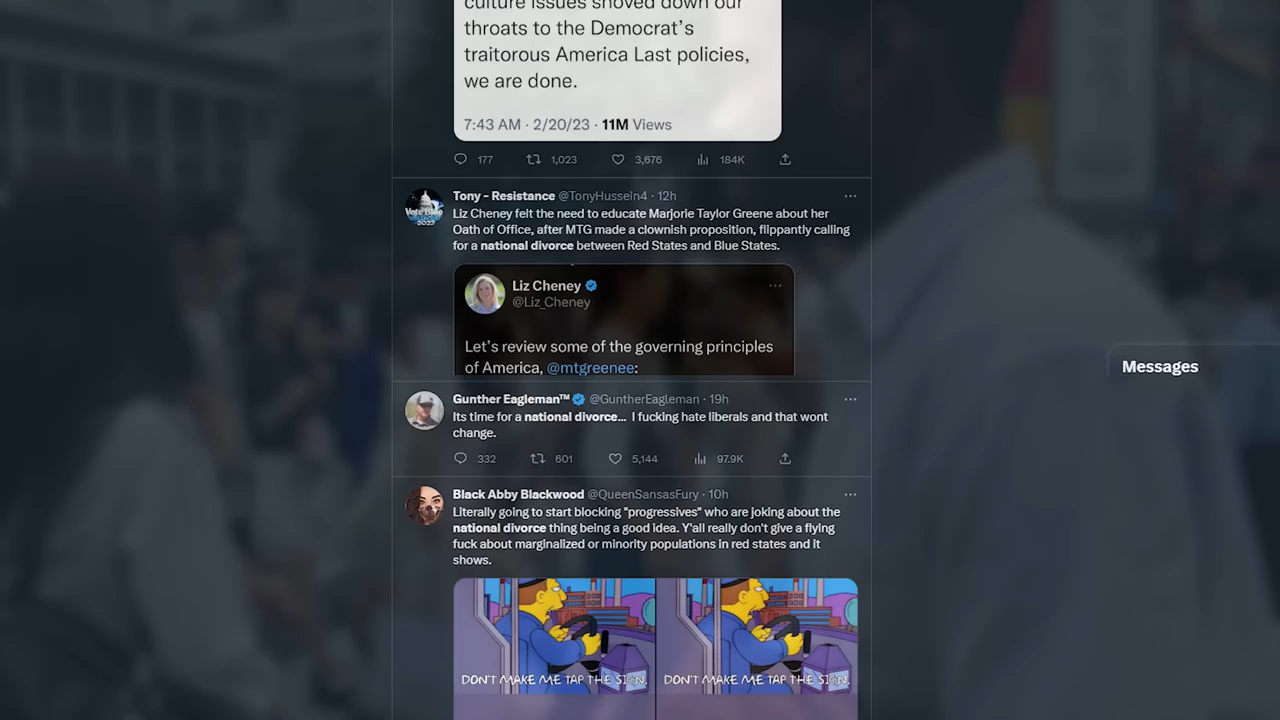 culture issues shoved down our
throats to the Democrat's
traitorous America Last policies,
we are done.
7:43 AM · 2/20/23 · 11M Views
177 1,023 3,676 184K
Tony - Resistance @TonyHussein4 · 12h
Liz Cheney felt the need to educate Marjorie Taylor Greene about her
Oath of Office, after MTG made a clownish proposition, flippantly calling
for a national divorce between Red States and Blue States.
Liz Cheney
@Liz_Cheney
Let's review some of the governing principles
of America, @mtgreenee:
Gunther Eagleman™ @GuntherEagleman · 19h
Its time for a national divorce... I fucking hate liberals and that wont
change.
332 601 5,144 97.9K
Black Abby Blackwood @QueenSansasFury · 10h
Literally going to start blocking "progressives" who are joking about the
national divorce thing being a good idea. Y'all really don't give a flying
fuck about marginalized or minority populations in red states and it
shows.
DON'T MAKE ME TAP THE SIGN. DON'T MAKE ME TAP THE SIGN.
Messages